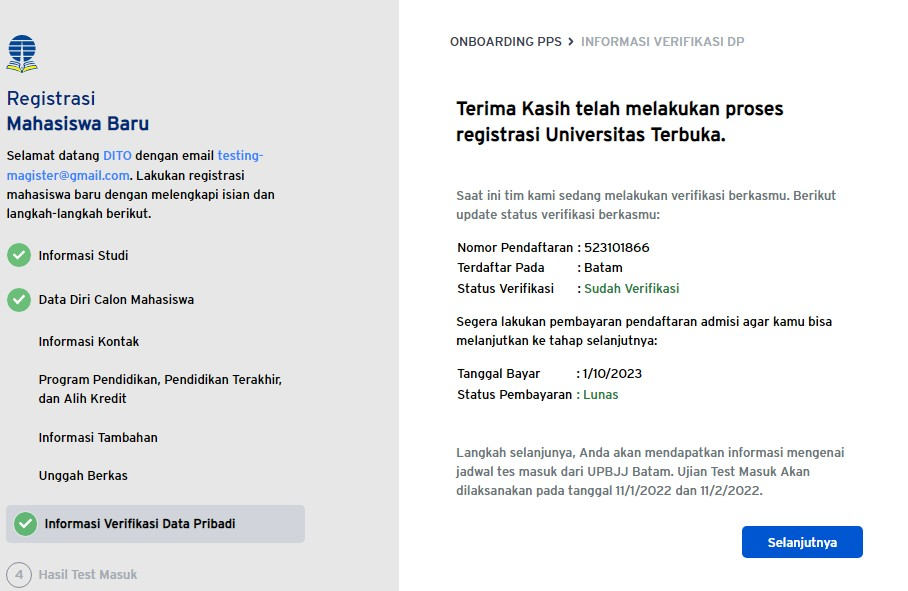 Registrasi
Mahasiswa Baru
Selamat datang DITO dengan email testing-
magister@gmail.com. Lakukan registrasi
mahasiswa baru dengan melengkapi isian dan
langkah-langkah berikut.
Informasi Studi
Data Diri Calon Mahasiswa
Informasi Kontak
Program Pendidikan, Pendidikan Terakhir,
dan Alih Kredit
Informasi Tambahan
Unggah Berkas
Informasi Verifikasi Data Pribadi
4 Hasil Test Masuk
ONBOARDING PPS > INFORMASI VERIFIKASI DP
Terima Kasih telah melakukan proses
registrasi Universitas Terbuka.
Saat ini tim kami sedang melakukan verifikasi berkasmu. Berikut
update status verifikasi berkasmu:
Nomor Pendaftaran : 523101866
Terdaftar Pada : Batam
Status Verifikasi : Sudah Verifikasi
Segera lakukan pembayaran pendaftaran admisi agar kamu bisa
melanjutkan ke tahap selanjutnya:
Tanggal Bayar : 1/10/2023
Status Pembayaran : Lunas
Langkah selanjunya, Anda akan mendapatkan informasi mengenai
jadwal tes masuk dari UPBJJ Batam. Ujian Test Masuk Akan
dilaksanakan pada tanggal 11/1/2022 dan 11/2/2022.
Selanjutnya